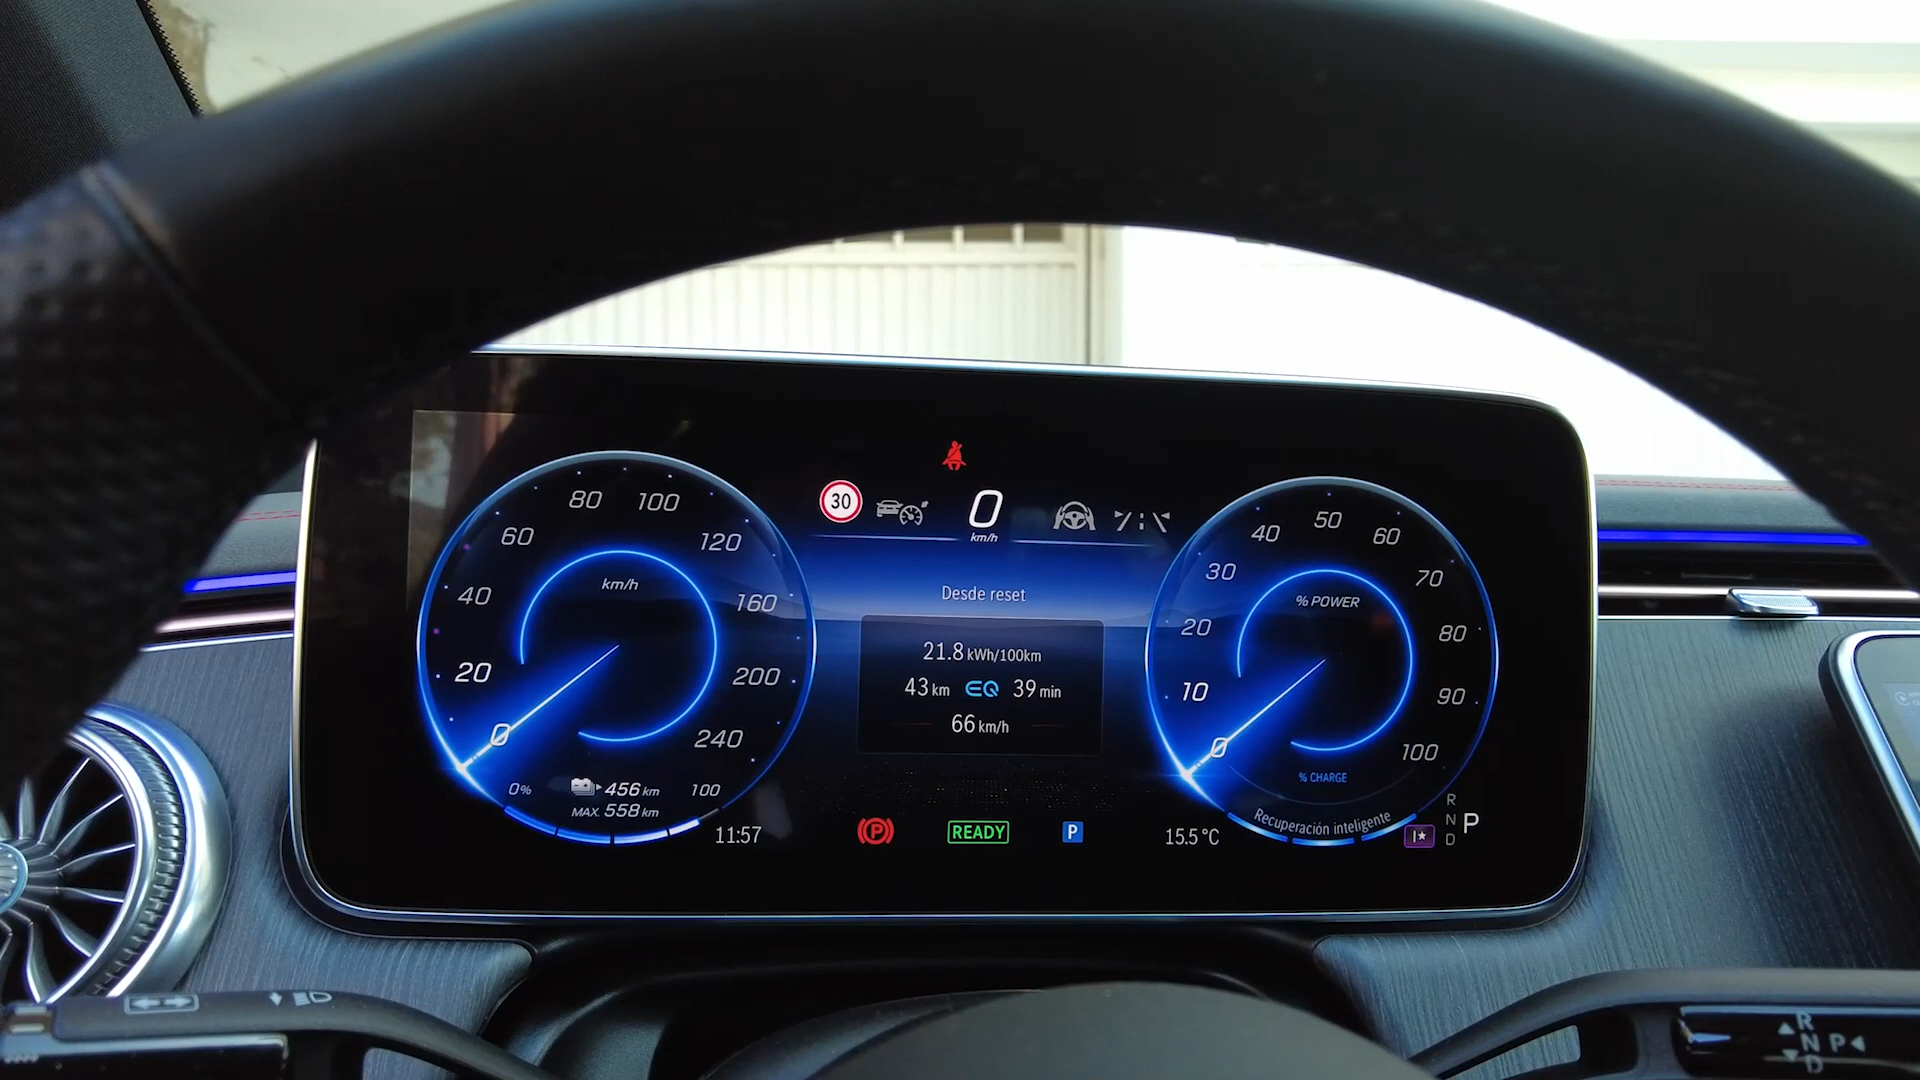 80 100
60 120
40 km/h 160
20 200
0 240
0% 456 km 100
MAX. 558 km
11:57
30 0
km/h
Desde reset
21.8 kWh/100km
43 km EQ 39 min
66 km/h
P READY P
15.5 °C
50
40 60
30 70
% POWER
20 80
10 90
0 100
% CHARGE
Recuperación inteligente
R
N P
D
R
N P
D